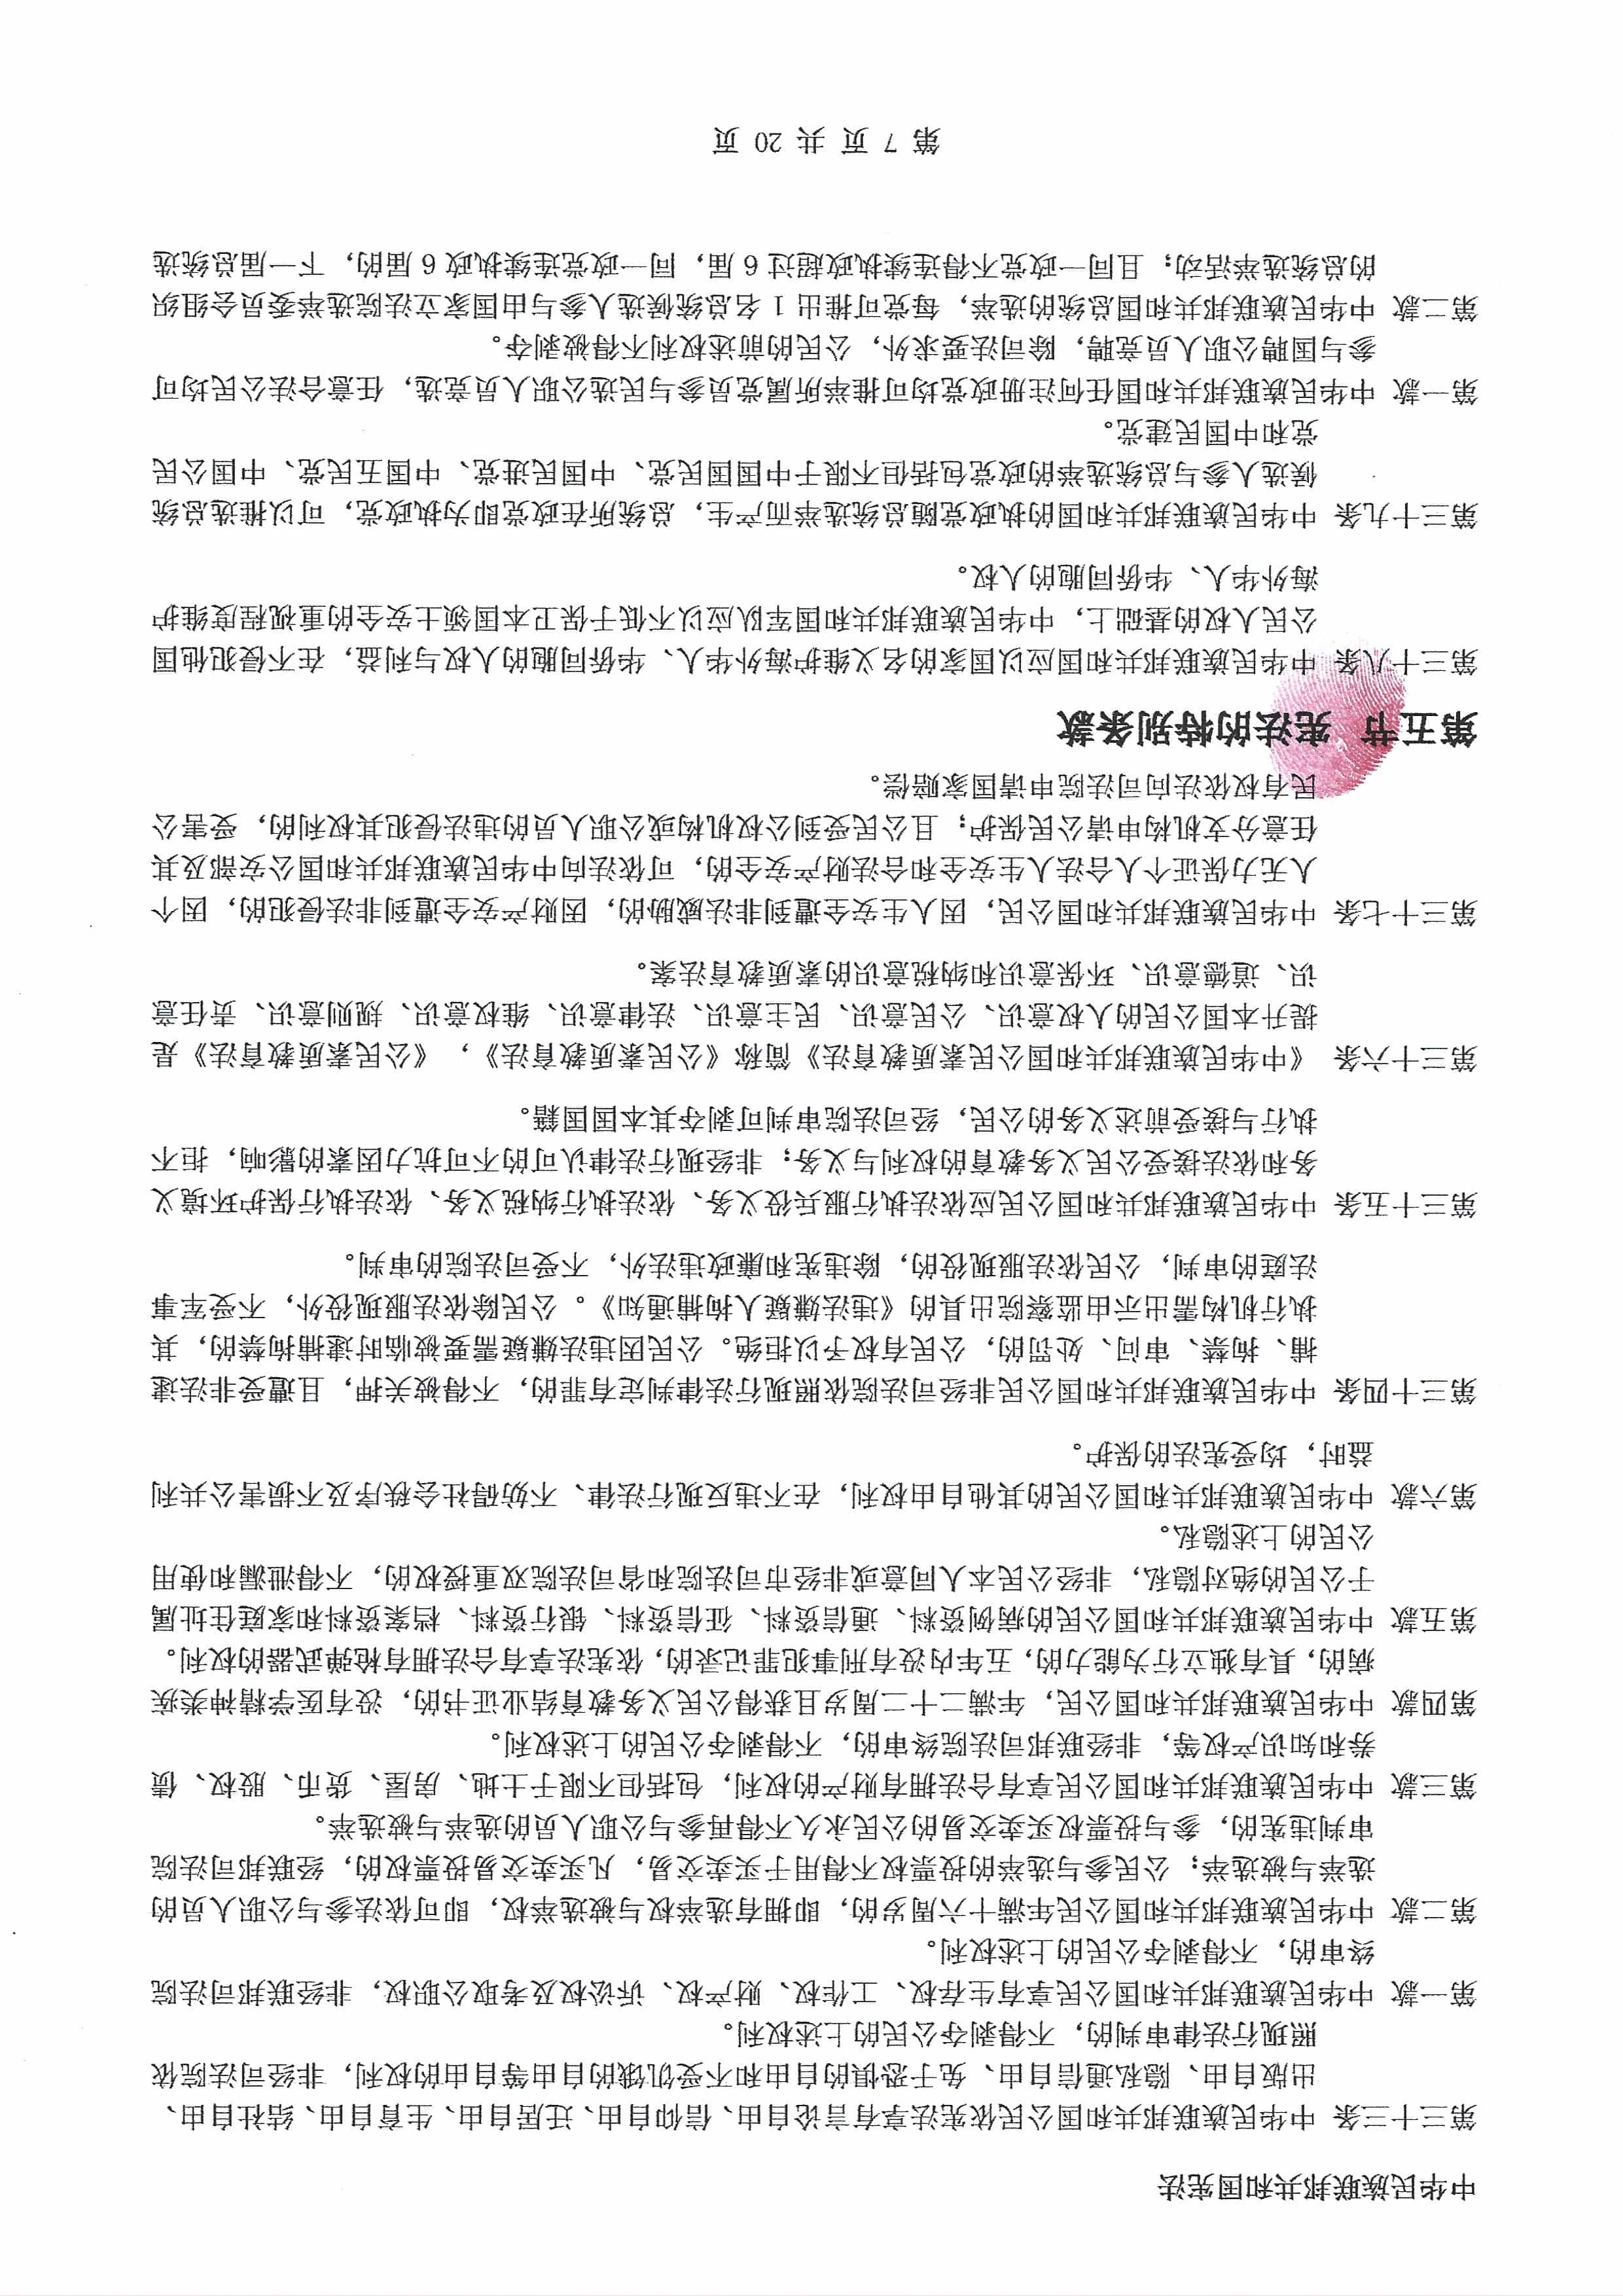 中华民族联邦共和国宪法
第三十三条 中华民族联邦共和国公民依宪法享有言论自由、信仰自由、迁居自由、生育自由、结社自由、
出版自由、隐私通信自由、免于恐惧的自由和不受饥饿的自由等自由的权利，非经司法院依
照现行法律审判的，不得剥夺公民的上述权利。
第一款 中华民族联邦共和国公民享有生存权、工作权、财产权、诉讼权及考取公职权，非经联邦司法院
终审的，不得剥夺公民的上述权利。
第二款 中华民族联邦共和国公民年满十六周岁的，即拥有选举权与被选举权，即可依法参与公职人员的
选举与被选举；公民参与选举的投票权不得用于买卖交易，凡买卖交易投票权的，经联邦司法院
审判违宪的，参与投票权买卖交易的公民永久不得再参与公职人员的选举与被选举。
第三款 中华民族联邦共和国公民享有合法拥有财产的权利，包括但不限于土地、房屋、货币、股权、债
券和知识产权等，非经联邦司法院终审的，不得剥夺公民的上述权利。
第四款 中华民族联邦共和国公民，年满二十二周岁且获得公民义务教育结业证书的，没有医学精神类疾
病的，具有独立行为能力的，五年内没有刑事犯罪记录的，依宪法享有合法拥有枪弹武器的权利。
第五款 中华民族联邦共和国公民的病例资料、通信资料、征信资料、银行资料、档案资料和家庭住址属
于公民的绝对隐私，非经公民本人同意或非经市司法院和省司法院双重授权的，不得泄漏和使用
公民的上述隐私。
第六款 中华民族联邦共和国公民的其他自由权利，在不违反现行法律、不妨碍社会秩序及不损害公共利
益时，均受宪法的保护。
第三十四条 中华民族联邦共和国公民非经司法院依照现行法律判定有罪的，不得被关押，且遭受非法逮
捕、拘禁、审问、处罚的，公民有权予以拒绝。公民因违法嫌疑需要被临时逮捕拘禁的，其
执行机构需出示由监察院出具的《违法嫌疑人拘捕通知》。公民除依法服现役外，不受军事
法庭的审判，公民依法服现役的，除违宪和廉政违法外，不受司法院的审判。
第三十五条 中华民族联邦共和国公民应依法执行服兵役义务、依法执行纳税义务、依法执行保护环境义
务和依法接受公民义务教育的权利与义务；非经现行法律认可的不可抗力因素的影响，拒不
执行与接受前述义务的公民，经司法院审判可剥夺其本国国籍。
第三十六条 《中华民族联邦共和国公民素质教育法》简称《公民素质教育法》，《公民素质教育法》是
提升本国公民的人权意识、公民意识、民主意识、法律意识、维权意识、规则意识、责任意
识、道德意识、环保意识和纳税意识的素质教育法案。
第三十七条 中华民族联邦共和国公民，因人生安全遭到非法威胁的，因财产安全遭到非法侵犯的，因个
人无力保证个人合法人生安全和合法财产安全的，可依法向中华民族联邦共和国公安部及其
任意分支机构申请公民保护；且公民受到公权机构或公职人员的违法侵犯其权利的，受害公
民有权依法向司法院申请国家赔偿。
第五节 宪法的特别条款
第三十八条 中华民族联邦共和国应以国家的名义维护海外华人、华侨同胞的人权与利益，在不侵犯他国
公民人权的基础上，中华民族联邦共和国军队应以不低于保卫本国领土安全的重视程度维护
海外华人、华侨同胞的人权。
第三十九条 中华民族联邦共和国的执政党随总统选举而产生，总统所在政党即为执政党，可以推选总统
候选人参与总统选举的政党包括但不限于中国国民党、中国民进党、中国五民党、中国公民
党和中国民建党。
第一款 中华民族联邦共和国任何注册政党均可推举所属党员参与民选公职人员竞选，任意合法公民均可
参与国聘公职人员竞聘，除司法要求外，公民的前述权利不得被剥夺。
第二款 中华民族联邦共和国总统的选举，每党可推出 1 名总统候选人参与由国家立法院选举委员会组织
的总统选举活动；且同一政党不得连续执政超过 6 届，同一政党连续执政 6 届的，下一届总统选
第 7 页 共 20 页